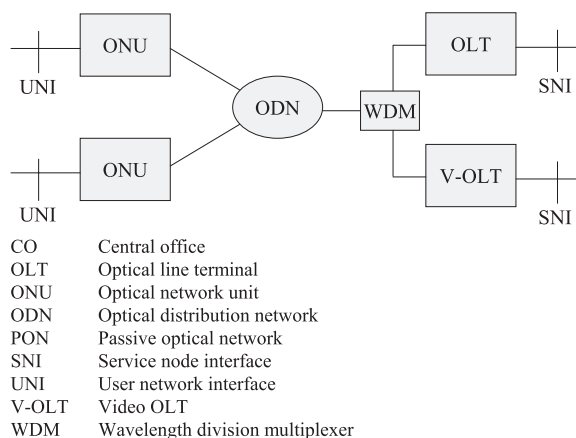 ONU
OLT
UNI
SNI
ODN
WDM
ONU
V-OLT
UNI
SNI
CO Central office
OLT Optical line terminal
ONU Optical network unit
ODN Optical distribution network
PON Passive optical network
SNI Service node interface
UNI User network interface
V-OLT Video OLT
WDM Wavelength division multiplexer